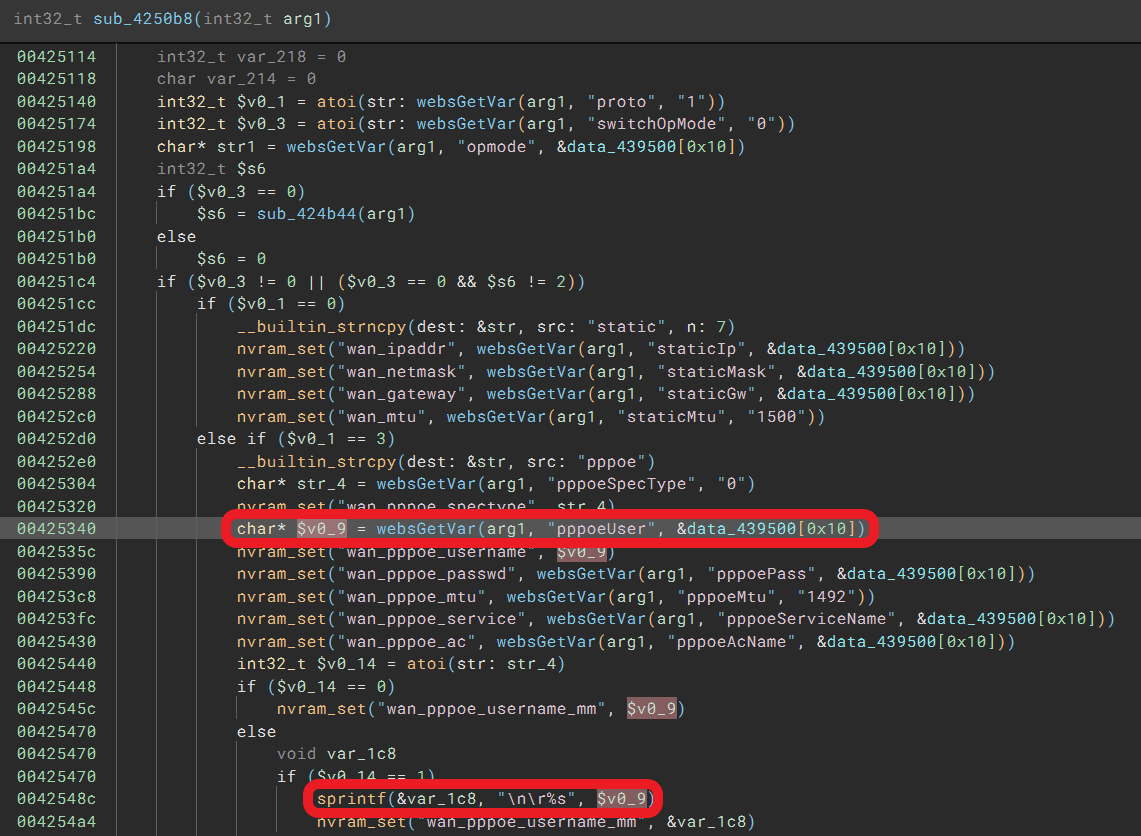 int32_t sub_4250b8(int32_t arg1)
00425114 int32_t var_218 = 0
00425118 char var_214 = 0
00425140 int32_t $v0_1 = atoi(str: websGetVar(arg1, "proto", "1"))
00425174 int32_t $v0_3 = atoi(str: websGetVar(arg1, "switchOpMode", "0"))
00425198 char* str1 = websGetVar(arg1, "opmode", &data_439500[0x10])
004251a4 int32_t $s6
004251a4 if ($v0_3 == 0)
004251bc $s6 = sub_424b44(arg1)
004251b0 else
004251b0 $s6 = 0
004251c4 if ($v0_3 != 0 || ($v0_3 == 0 && $s6 != 2))
004251cc if ($v0_1 == 0)
004251dc __builtin_strncpy(dest: &str, src: "static", n: 7)
00425220 nvram_set("wan_ipaddr", websGetVar(arg1, "staticIp", &data_439500[0x10]))
00425254 nvram_set("wan_netmask", websGetVar(arg1, "staticMask", &data_439500[0x10]))
00425288 nvram_set("wan_gateway", websGetVar(arg1, "staticGw", &data_439500[0x10]))
004252c0 nvram_set("wan_mtu", websGetVar(arg1, "staticMtu", "1500"))
004252d0 else if ($v0_1 == 3)
004252e0 __builtin_strcpy(dest: &str, src: "pppoe")
00425304 char* str_4 = websGetVar(arg1, "pppoeSpecType", "0")
00425320 nvram_set("wan_pppoe_spectype", str_4)
00425340 char* $v0_9 = websGetVar(arg1, "pppoeUser", &data_439500[0x10])
0042535c nvram_set("wan_pppoe_username", $v0_9)
00425390 nvram_set("wan_pppoe_passwd", websGetVar(arg1, "pppoePass", &data_439500[0x10]))
004253c8 nvram_set("wan_pppoe_mtu", websGetVar(arg1, "pppoeMtu", "1492"))
004253fc nvram_set("wan_pppoe_service", websGetVar(arg1, "pppoeServiceName", &data_439500[0x10]))
00425430 nvram_set("wan_pppoe_ac", websGetVar(arg1, "pppoeAcName", &data_439500[0x10]))
00425440 int32_t $v0_14 = atoi(str: str_4)
00425448 if ($v0_14 == 0)
0042545c nvram_set("wan_pppoe_username_mm", $v0_9)
00425470 else
00425470 void var_1c8
00425470 if ($v0_14 == 1)
0042548c sprintf(&var_1c8, "\n\r%s", $v0_9)
004254a4 nvram_set("wan_pppoe_username_mm", &var_1c8)